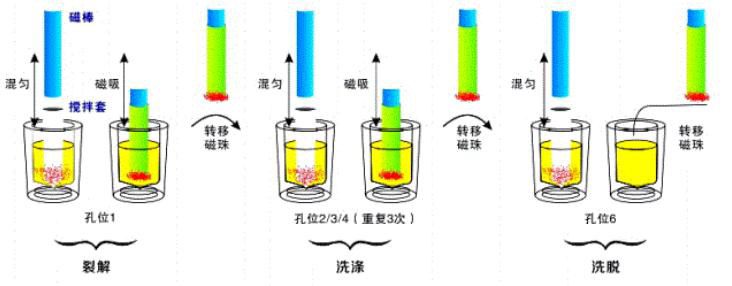 磁棒
混匀
磁吸
搅拌套
转移
磁珠
孔位1
裂解
混匀
磁吸
转移
磁珠
孔位2/3/4（重复3次）
洗涤
混匀
转移
磁珠
孔位6
洗脱